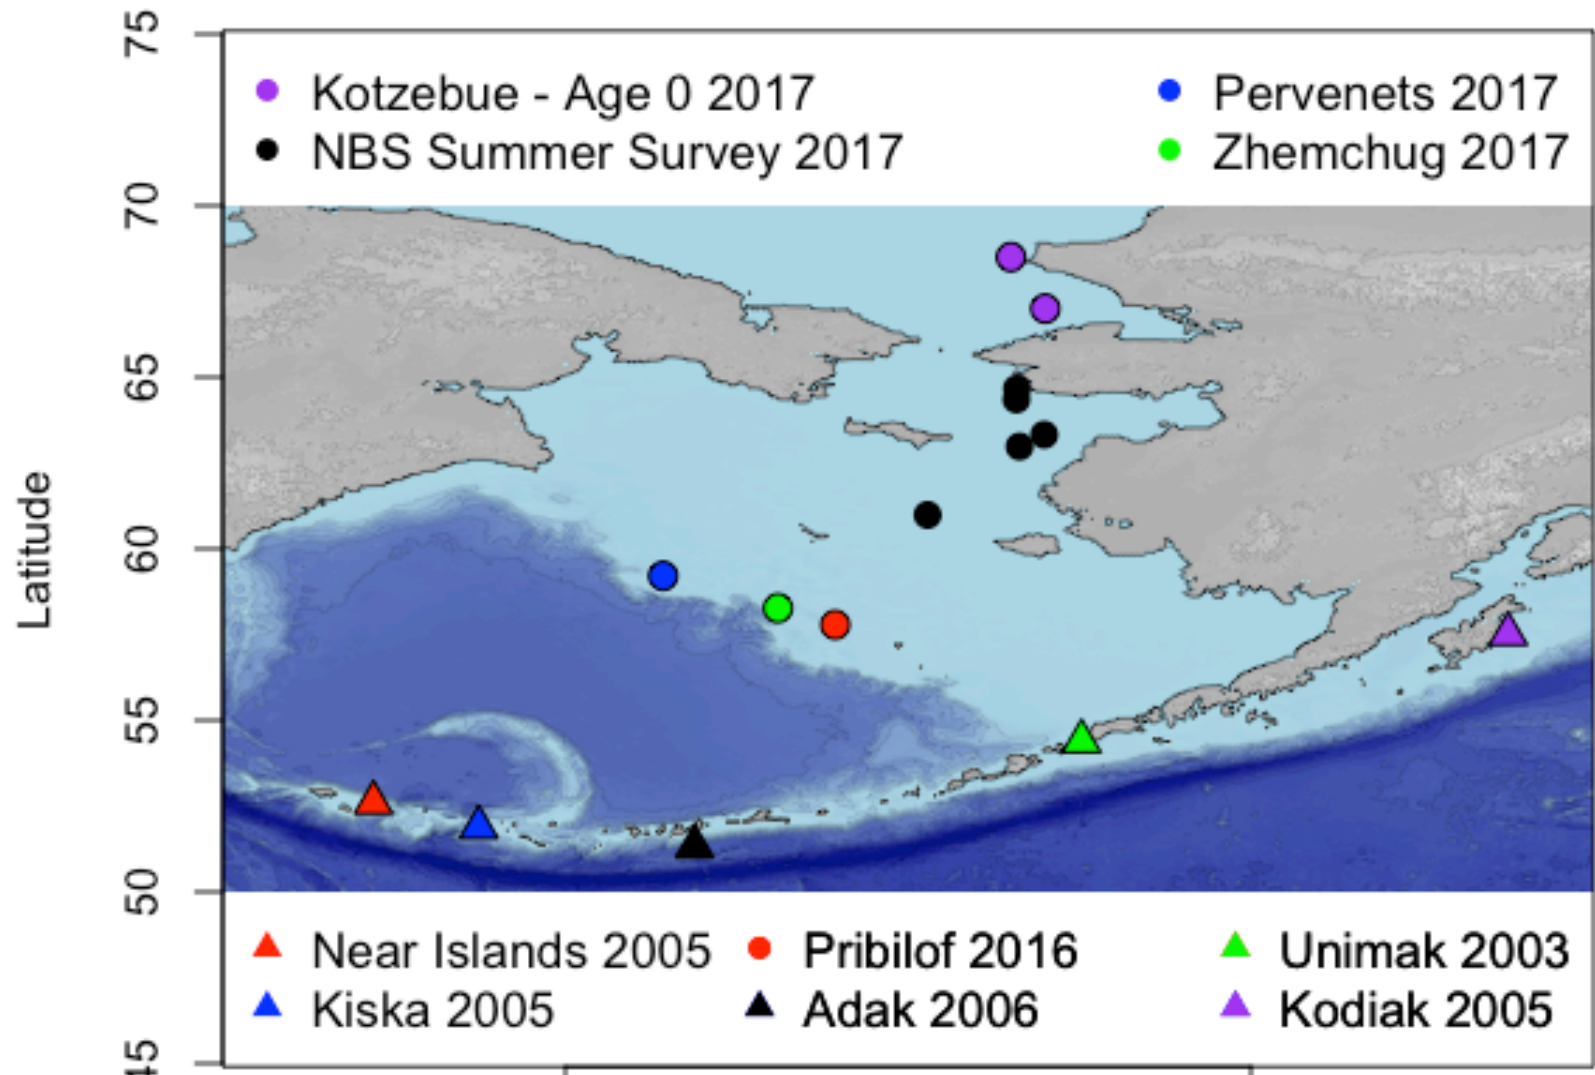 75
Kotzebue - Age 0 2017 Pervenets 2017
NBS Summer Survey 2017 Zhemchug 2017
70
65
Latitude
60
55
50
Near Islands 2005 Pribilof 2016 Unimak 2003
Kiska 2005 Adak 2006 Kodiak 2005
45